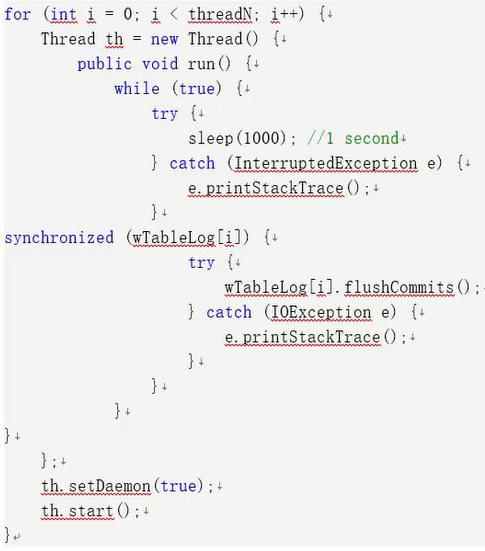 for (int i = 0; i < threadN; i++) {↓
    Thread th = new Thread() {↓
        public void run() {↓
            while (true) {↓
                try {↓
                    sleep(1000); //1 second↓
                } catch (InterruptedException e) {↓
                    e.printStackTrace();↓
                }↓
synchronized (wTableLog[i]) {↓
                    try {↓
                        wTableLog[i].flushCommits();↓
                    } catch (IOException e) {↓
                        e.printStackTrace();↓
                    }↓
                }↓
            }↓
}↓
    };↓
    th.setDaemon(true);↓
    th.start();↓
}↵